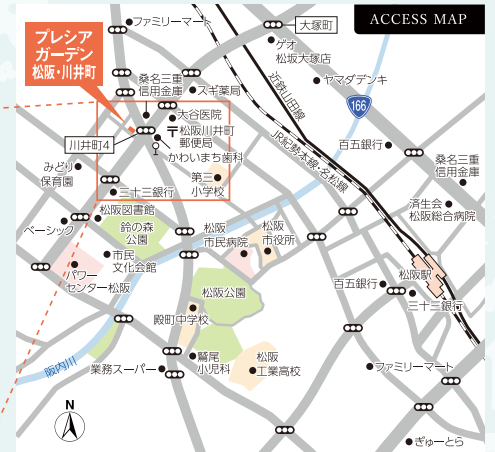 ACCESS MAP
プレシア
ガーデン
松阪・川井町
ファミリーマート
大塚町
ゲオ
松坂大塚店
ヤマダデンキ
166
近鉄山田線
JR紀勢本線・名松線
桑名三重
信用金庫
スギ薬局
大谷医院
〒松阪川井町
郵便局
川井町4
かわいまち歯科
百五銀行
桑名三重
信用金庫
みどり
保育園
第三
小学校
三十三銀行
済生会
松阪総合病院
ベーシック
松阪図書館
鈴の森
公園
松阪
市民病院
松阪
市役所
市民
文化会館
パワー
センター松阪
松阪駅
百五銀行
三十三銀行
松阪公園
殿町中学校
阪内川
鷲尾
小児科
業務スーパー
松阪
工業高校
ファミリーマート
ぎゅーとら
N